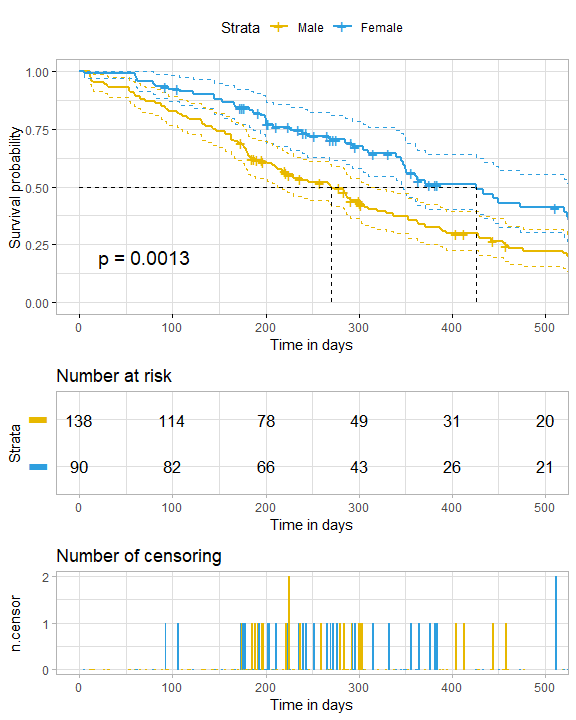 Strata Male Female
Survival probability
1.00
0.75
0.50
0.25
0.00
p = 0.0013
0 100 200 300 400 500
Time in days
Number at risk
Strata
138 114 78 49 31 20
90 82 66 43 26 21
0 100 200 300 400 500
Time in days
Number of censoring
n.censor
2
1
0
0 100 200 300 400 500
Time in days